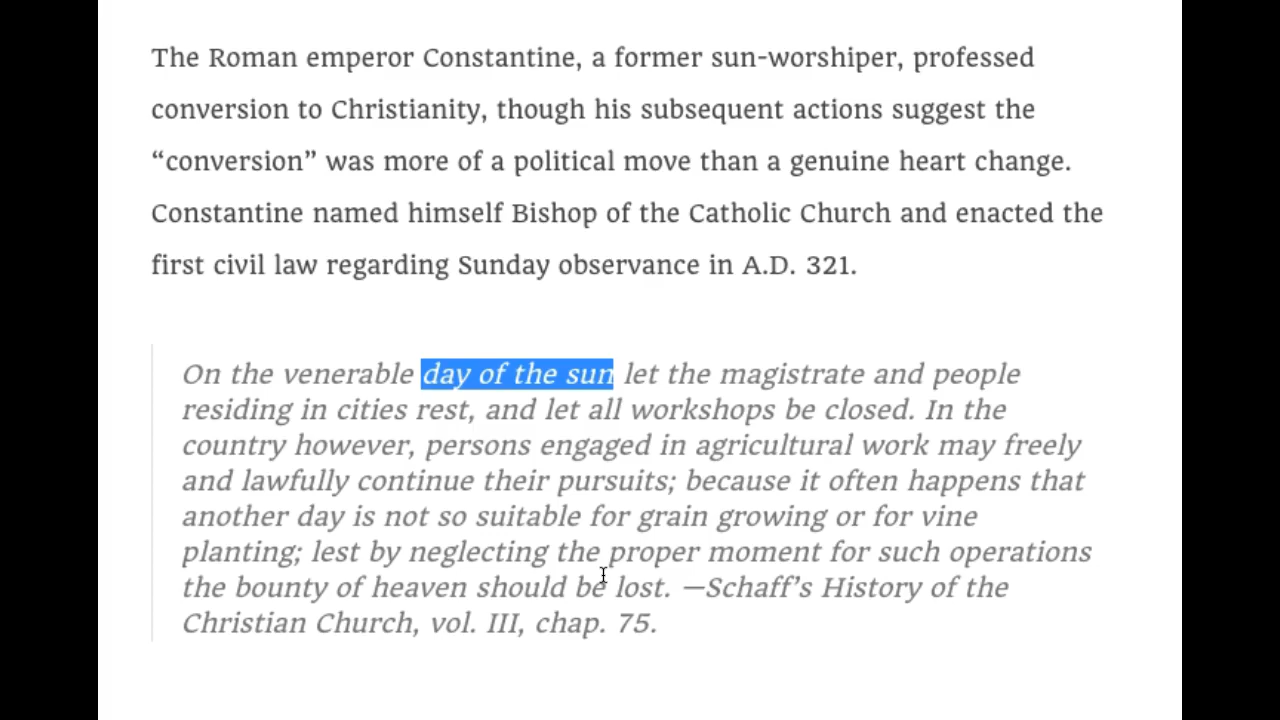 The Roman emperor Constantine, a former sun-worshiper, professed
conversion to Christianity, though his subsequent actions suggest the
“conversion” was more of a political move than a genuine heart change.
Constantine named himself Bishop of the Catholic Church and enacted the
first civil law regarding Sunday observance in A.D. 321.
On the venerable day of the sun let the magistrate and people
residing in cities rest, and let all workshops be closed. In the
country however, persons engaged in agricultural work may freely
and lawfully continue their pursuits; because it often happens that
another day is not so suitable for grain growing or for vine
planting; lest by neglecting the proper moment for such operations
the bounty of heaven should be lost. —Schaff’s History of the
Christian Church, vol. III, chap. 75.